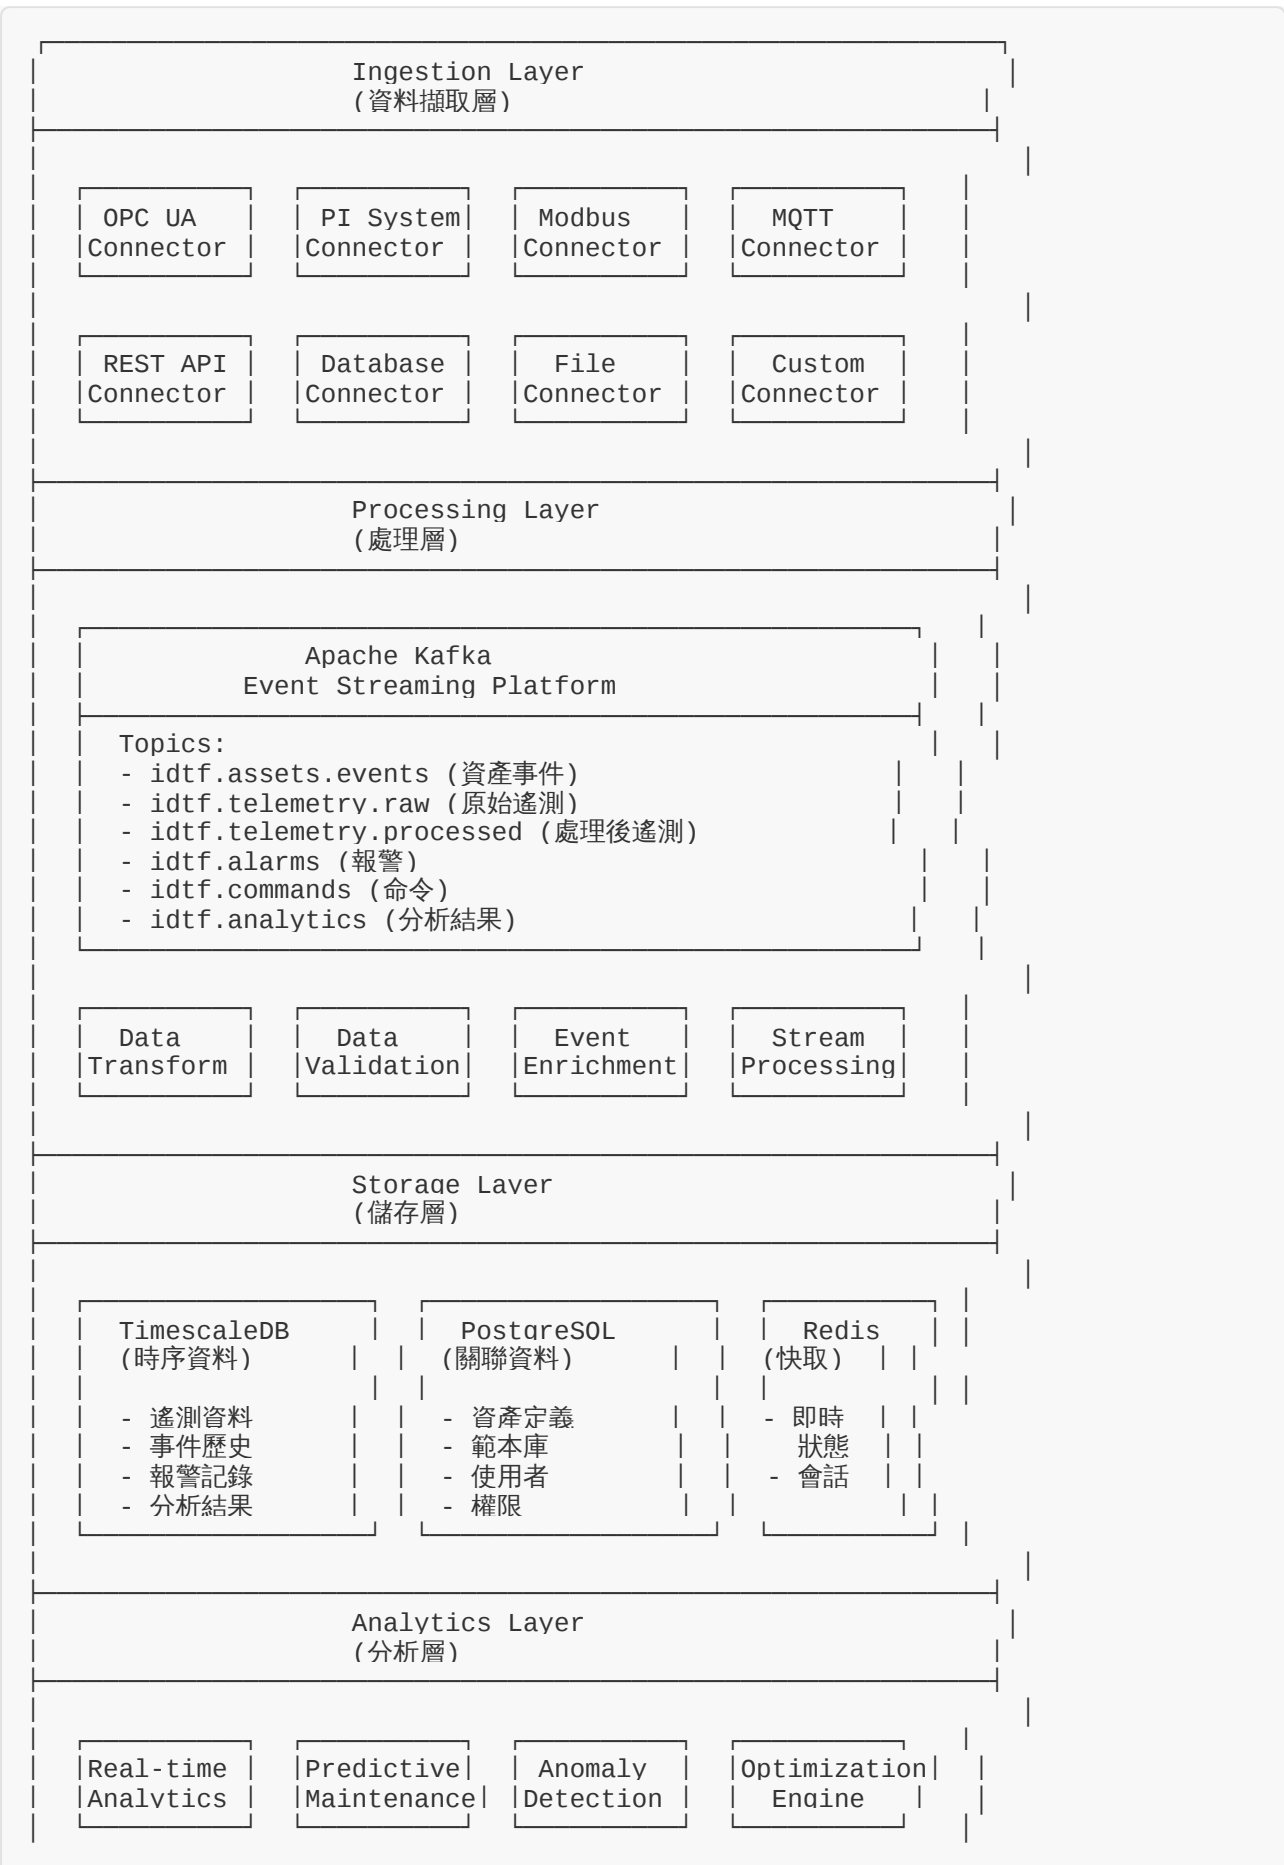 Ingestion Layer
(資料擷取層)
OPC UA PI System Modbus MQTT
Connector Connector Connector Connector
REST API Database File Custom
Connector Connector Connector Connector
Processing Layer
(處理層)
Apache Kafka
Event Streaming Platform
Topics:
- idtf.assets.events (資產事件)
- idtf.telemetry.raw (原始遙測)
- idtf.telemetry.processed (處理後遙測)
- idtf.alarms (報警)
- idtf.commands (命令)
- idtf.analytics (分析結果)
Data Data Event Stream
Transform Validation Enrichment Processing
Storage Layer
(儲存層)
TimescaleDB PostgreSQL Redis
(時序資料) (關聯資料) (快取)
- 遙測資料 - 資產定義 - 即時
- 事件歷史 - 範本庫 狀態
- 報警記錄 - 使用者 - 會話
- 分析結果 - 權限
Analytics Layer
(分析層)
Real-time Predictive Anomaly Optimization
Analytics Maintenance Detection Engine